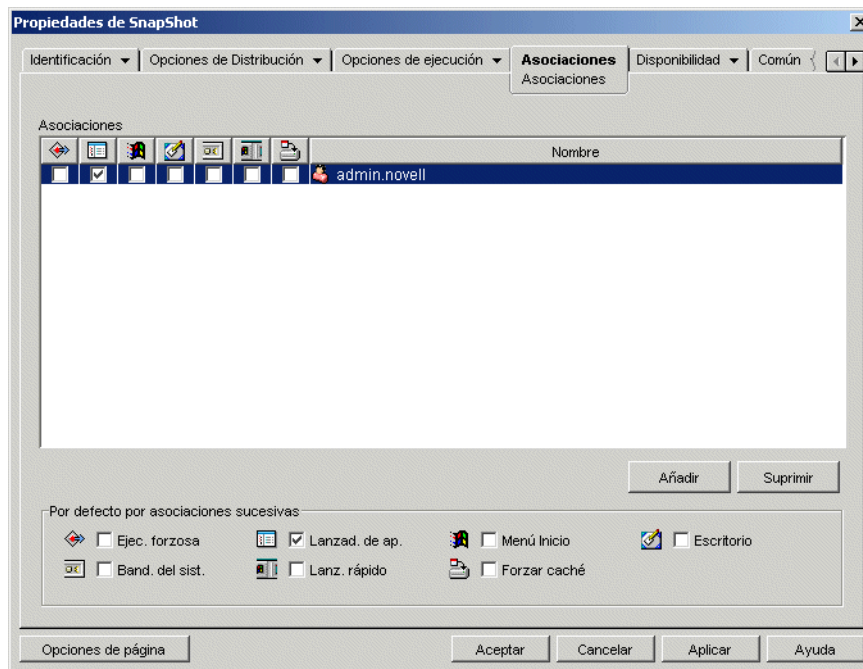 Propiedades de SnapShot
Identificación Opciones de Distribución Opciones de ejecución Asociaciones Disponibilidad Común
Asociaciones
Asociaciones
Nombre
admin.novell
Añadir Suprimir
Por defecto por asociaciones sucesivas
Ejec. forzosa Lanzad. de ap. Menú Inicio Escritorio
Band. del sist. Lanz. rápido Forzar caché
Opciones de página Aceptar Cancelar Aplicar Ayuda